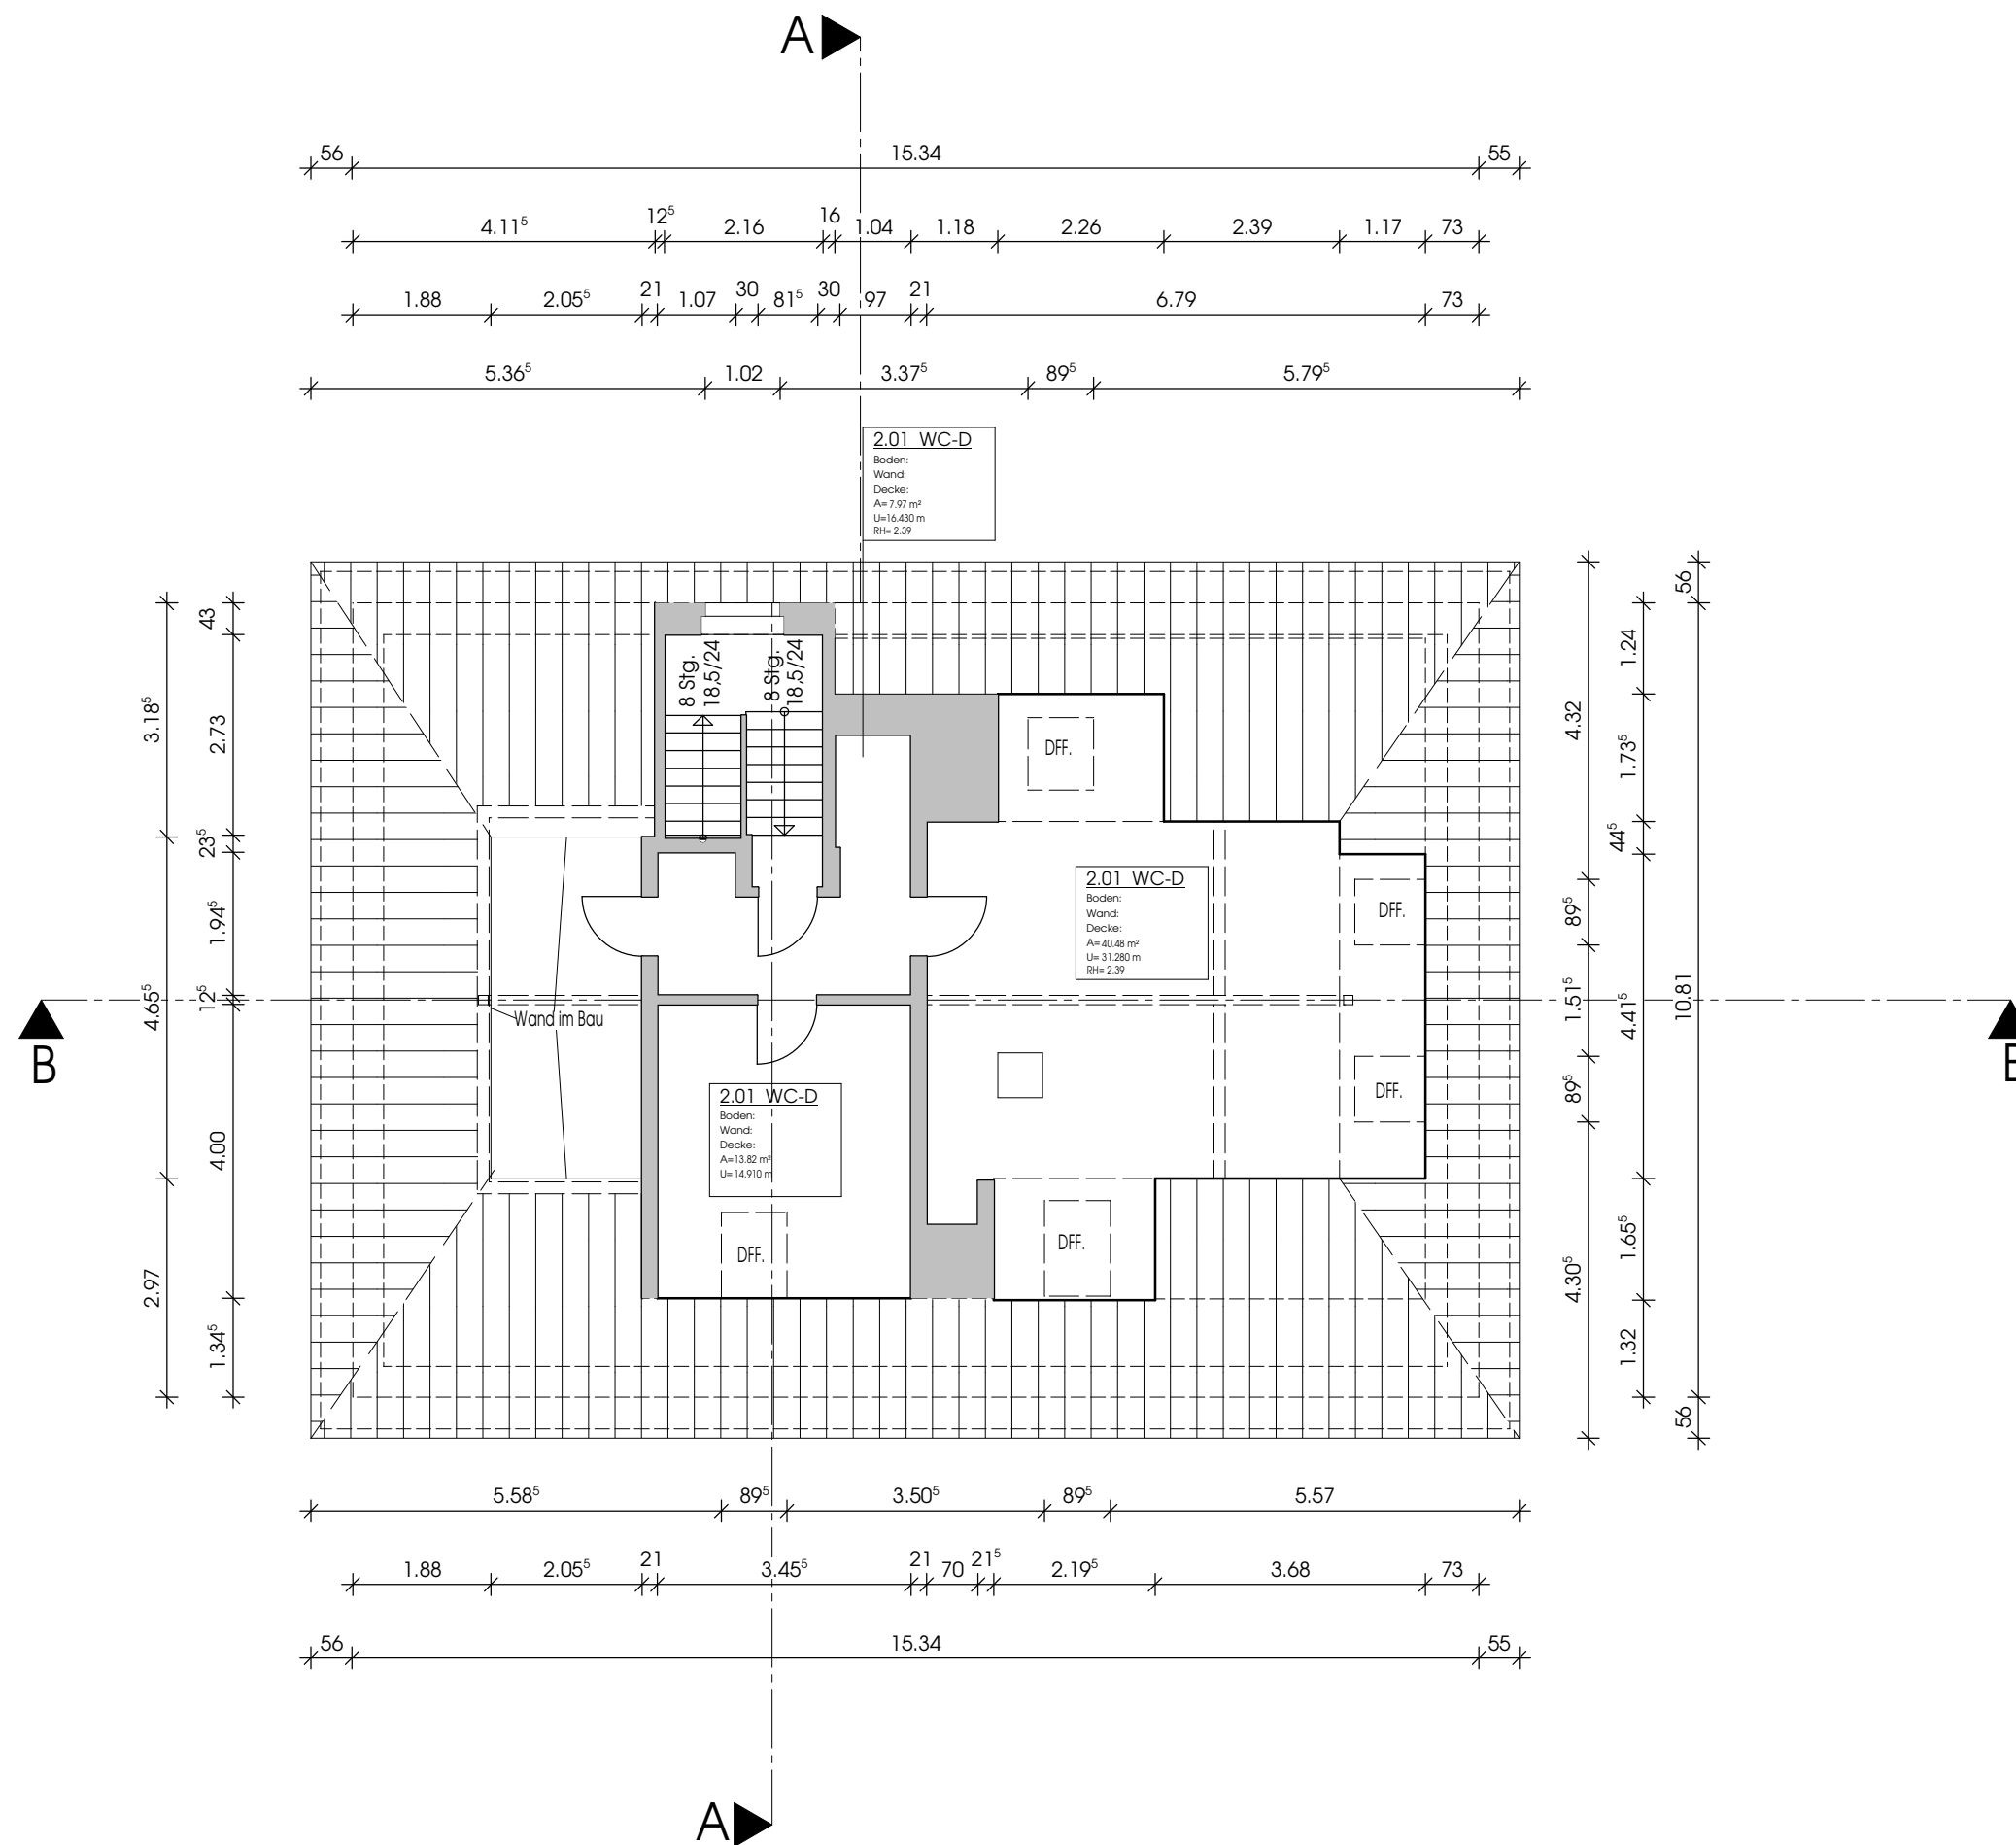 A
56 15.34 55
4.11⁵ 12⁵ 2.16 16 1.04 1.18 2.26 2.39 1.17 73
1.88 2.05⁵ 21 1.07 30 81⁵ 30 97 21 6.79 73
5.36⁵ 1.02 3.37⁵ 89⁵ 5.79⁵
2.01 WC-D
Boden:
Wand:
Decke:
A= 7.97 m²
U=16.430 m
RH= 2.39
3.18⁵ 4.65⁵ 2.97
43 2.73 23⁵ 1.94⁵ 12⁵ 4.00 1.34⁵
8 Stg.
18,5/24
8 Stg.
18,5/24
DFF.
2.01 WC-D
Boden:
Wand:
Decke:
A= 40.48 m²
U= 31.280 m
RH= 2.39
DFF.
Wand im Bau
B
B
DFF.
2.01 WC-D
Boden:
Wand:
Decke:
A=13.82 m²
U= 14.910 m
DFF.
DFF.
4.32 89⁵ 1.51⁵ 89⁵ 4.30⁵
1.24 1.73⁵ 44⁵ 4.41⁵ 1.65⁵ 1.32
56 10.81 56
5.58⁵ 89⁵ 3.50⁵ 89⁵ 5.57
1.88 2.05⁵ 21 3.45⁵ 21 70 21⁵ 2.19⁵ 3.68 73
56 15.34 55
A